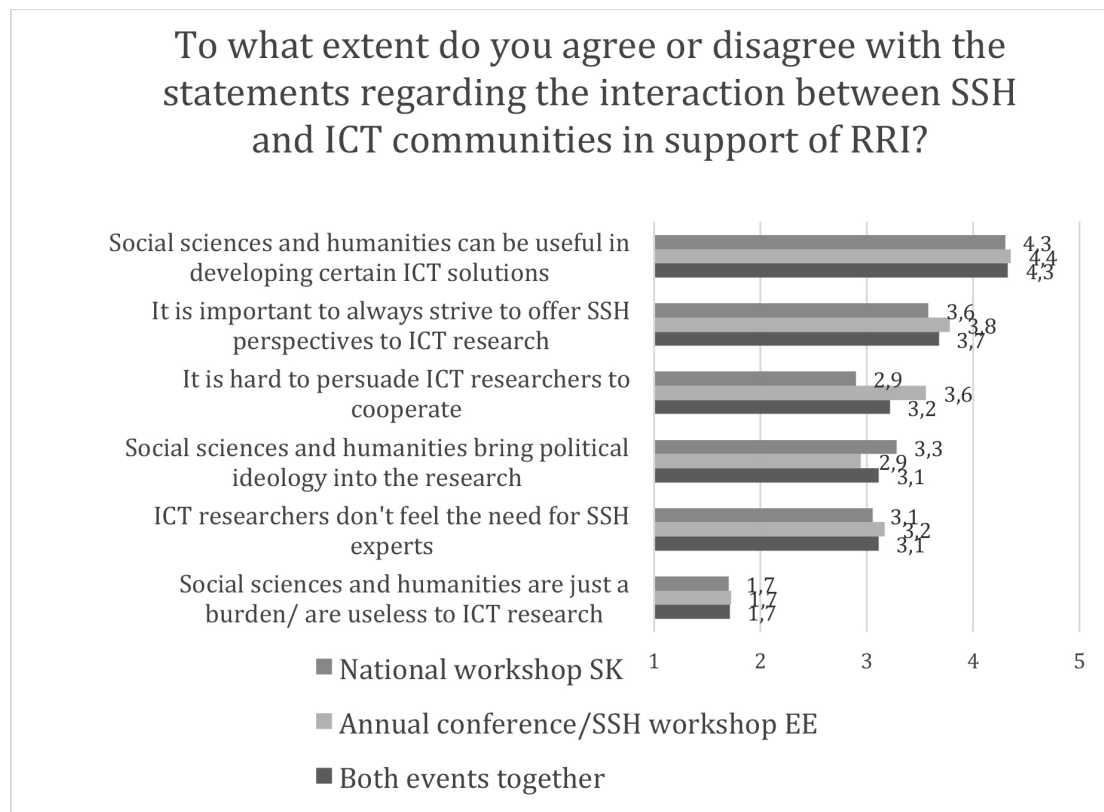 To what extent do you agree or disagree with the
statements regarding the interaction between SSH
and ICT communities in support of RRI?
Social sciences and humanities can be useful in
developing certain ICT solutions
4,3
4,4
4,3
It is important to always strive to offer SSH
perspectives to ICT research
3,6
3,8
3,7
It is hard to persuade ICT researchers to
cooperate
2,9
3,6
3,2
Social sciences and humanities bring political
ideology into the research
3,3
2,9
3,1
ICT researchers don't feel the need for SSH
experts
3,1
3,2
3,1
Social sciences and humanities are just a
burden/ are useless to ICT research
1,7
1,7
1,7
1 2 3 4 5
National workshop SK
Annual conference/SSH workshop EE
Both events together